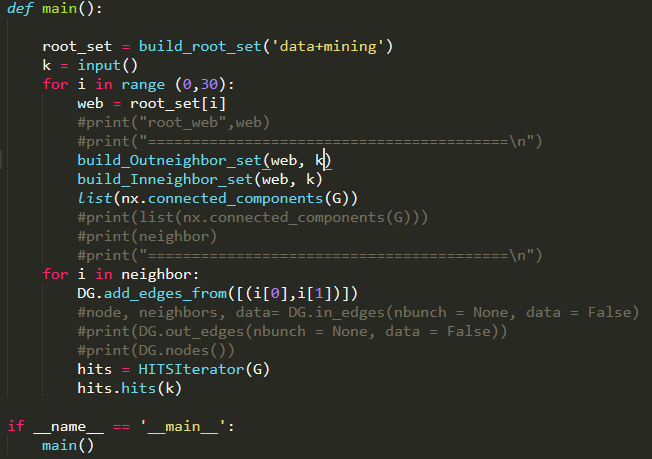 def main():
    root_set = build_root_set('data+mining')
    k = input()
    for i in range (0,30):
        web = root_set[i]
        #print("root_web",web)
        #print("=========================================\n")
        build_Outneighbor_set(web, k)
        build_Inneighbor_set(web, k)
        list(nx.connected_components(G))
        #print(list(nx.connected_components(G)))
        #print(neighbor)
        #print("=========================================\n")
    for i in neighbor:
        DG.add_edges_from([(i[0],i[1])])
        #node, neighbors, data= DG.in_edges(nbunch = None, data = False)
        #print(DG.out_edges(nbunch = None, data = False))
        #print(DG.nodes())
        hits = HITSIterator(G)
        hits.hits(k)
if __name__ == '__main__':
    main()